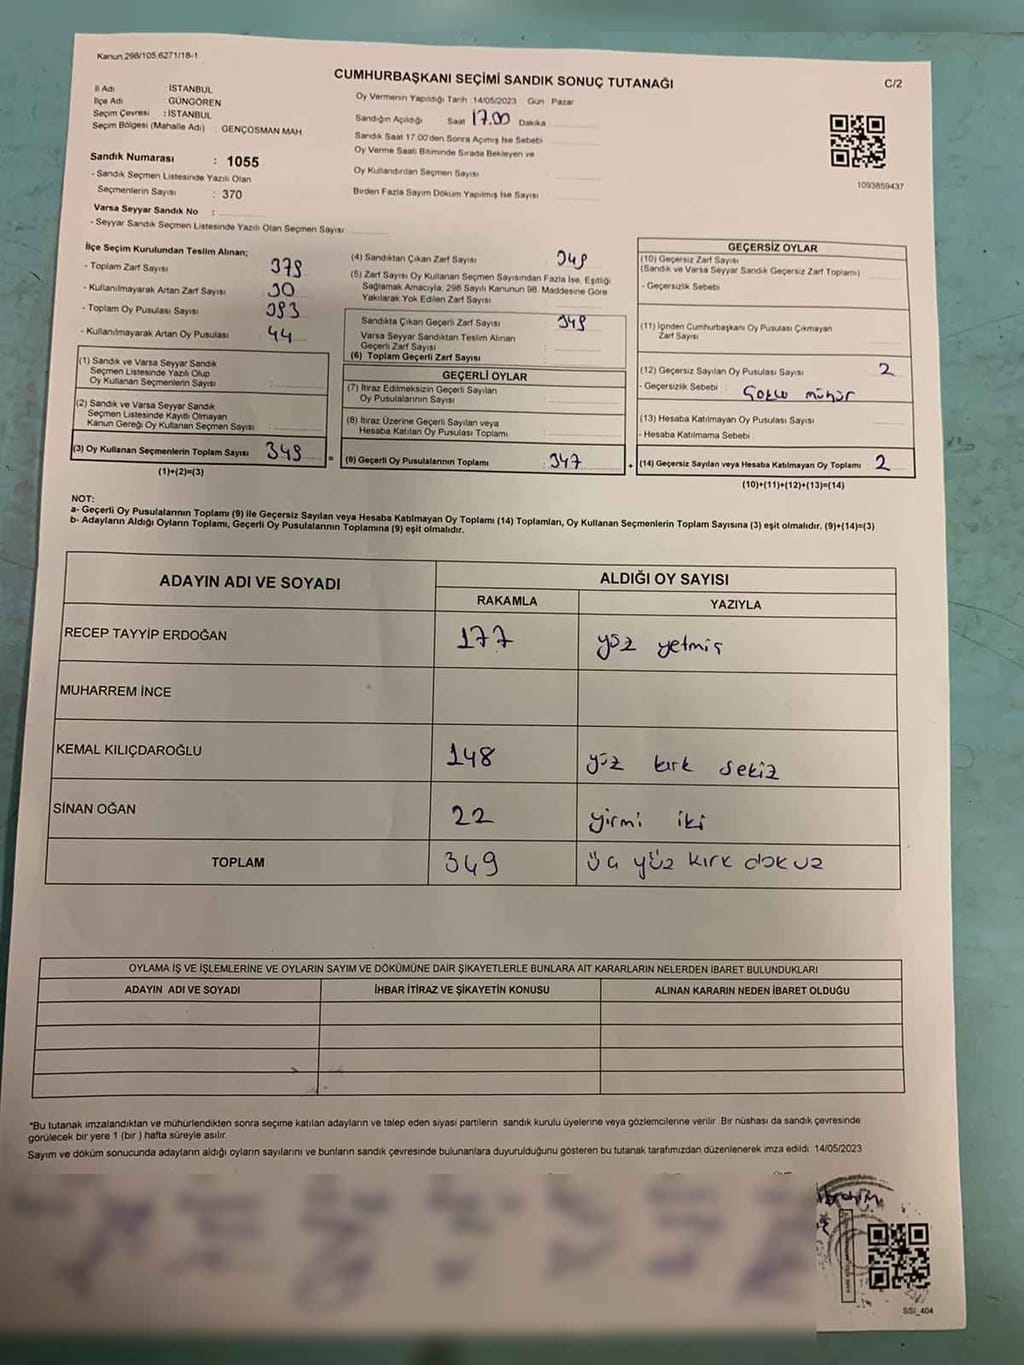 Kanun 298/105.6271/18-1
CUMHURBAŞKANI SEÇİMİ SANDIK SONUÇ TUTANAĞI
C/2
İl Adı : İSTANBUL
İlçe Adı : GÜNGÖREN
Seçim Çevresi : İSTANBUL
Seçim Bölgesi (Mahalle Adı) : GENÇOSMAN MAH.
Sandık Numarası : 1055
- Sandık Seçmen Listesinde Yazılı Olan
Seçmenlerin Sayısı : 370
Varsa Seyyar Sandık No :
- Seyyar Sandık Seçmen Listesinde Yazılı Olan Seçmen Sayısı:
Oy Vermenin Yapıldığı Tarih : 14/05/2023 Gün : Pazar
Sandığın Açıldığı Saat 17.00 Dakika
Sandık Saat 17.00'den Sonra Açımış İse Sebebi
Oy Verme Saati Bitiminde Sırada Bekleyen ve
Oy Kullandırılan Seçmen Sayısı
Birden Fazla Sayım Döküm Yapılmış İse Sayısı
1093859437
İlçe Seçim Kurulundan Teslim Alınan;
- Toplam Zarf Sayısı : 379
- Kullanılmayarak Artan Zarf Sayısı : 30
- Toplam Oy Pusulası Sayısı : 393
- Kullanılmayarak Artan Oy Pusulası : 44
(1) Sandık ve Varsa Seyyar Sandık
Seçmen Listesinde Yazılı Olup
Oy Kullanan Seçmenlerin Sayısı :
(2) Sandık ve Varsa Seyyar Sandık
Seçmen Listesinde Kayıtlı Olmayan
Kanun Gereği Oy Kullanan Seçmen Sayısı :
(3) Oy Kullanan Seçmenlerin Toplam Sayısı : 349
(1)+(2)=(3)
(4) Sandıktan Çıkan Zarf Sayısı : 349
(5) Zarf Sayısı Oy Kullanan Seçmen Sayısından Fazla İse, Eşitliği
Sağlamak Amacıyla; 298 Sayılı Kanunun 98. Maddesine Göre
Yakılarak Yok Edilen Zarf Sayısı :
Sandıkta Çıkan Geçerli Zarf Sayısı : 349
Varsa Seyyar Sandıktan Teslim Alınan
Geçerli Zarf Sayısı :
(6) Toplam Geçerli Zarf Sayısı :
GEÇERLİ OYLAR
(7) İtiraz Edilmeksizin Geçerli Sayılan
Oy Pusulalarının Sayısı :
(8) İtiraz Üzerine Geçerli Sayılan veya
Hesaba Katılan Oy Pusulası Toplamı :
= (9) Geçerli Oy Pusulalarının Toplamı : 347
GEÇERSİZ OYLAR
(10) Geçersiz Zarf Sayısı
(Sandık ve Varsa Seyyar Sandık Geçersiz Zarf Toplamı) :
- Geçersizlik Sebebi :
(11) İçinden Cumhurbaşkanı Oy Pusulası Çıkmayan
Zarf Sayısı :
(12) Geçersiz Sayılan Oy Pusulası Sayısı : 2
- Geçersizlik Sebebi : Çoklu mühür
(13) Hesaba Katılmayan Oy Pusulası Sayısı :
- Hesaba Katılmama Sebebi :
+ (14) Geçersiz Sayılan veya Hesaba Katılmayan Oy Toplamı : 2
(10)+(11)+(12)+(13)=(14)
NOT:
a- Geçerli Oy Pusulalarının Toplamı (9) ile Geçersiz Sayılan veya Hesaba Katılmayan Oy Toplamı (14) Toplamları, Oy Kullanan Seçmenlerin Toplam Sayısına (3) eşit olmalıdır. (9)+(14)=(3)
b- Adayların Aldığı Oyların Toplamı, Geçerli Oy Pusulalarının Toplamına (9) eşit olmalıdır.
ADAYIN ADI VE SOYADI
ALDIĞI OY SAYISI
RAKAMLA YAZIYLA
RECEP TAYYİP ERDOĞAN 177 yüz yetmiş
MUHARREM İNCE
KEMAL KILIÇDAROĞLU 148 yüz kırk sekiz
SİNAN OĞAN 22 yirmi iki
TOPLAM 349 üç yüz kırk dokuz
OYLAMA İŞ VE İŞLEMLERİNE VE OYLARIN SAYIM VE DÖKÜMÜNE DAİR ŞİKAYETLERLE BUNLARA AİT KARARLARIN NELERDEN İBARET BULUNDUKLARI
ADAYIN ADI VE SOYADI İHBAR İTİRAZ VE ŞİKAYETİN KONUSU ALINAN KARARIN NEDEN İBARET OLDUĞU
*Bu tutanak imzalandıktan ve mühürlendikten sonra seçime katılan adayların ve talep eden siyasi partilerin sandık kurulu üyelerine veya gözlemcilerine verilir. Bir nüshası da sandık çevresinde
görülecek bir yere 1 (bir ) hafta süreyle asılır.
Sayım ve döküm sonucunda adayların aldığı oyların sayılarını ve bunların sandık çevresinde bulunanlara duyurulduğunu gösteren bu tutanak tarafımızdan düzenlenerek imza edildi. 14/05/2023
İbrahim
SSI_404